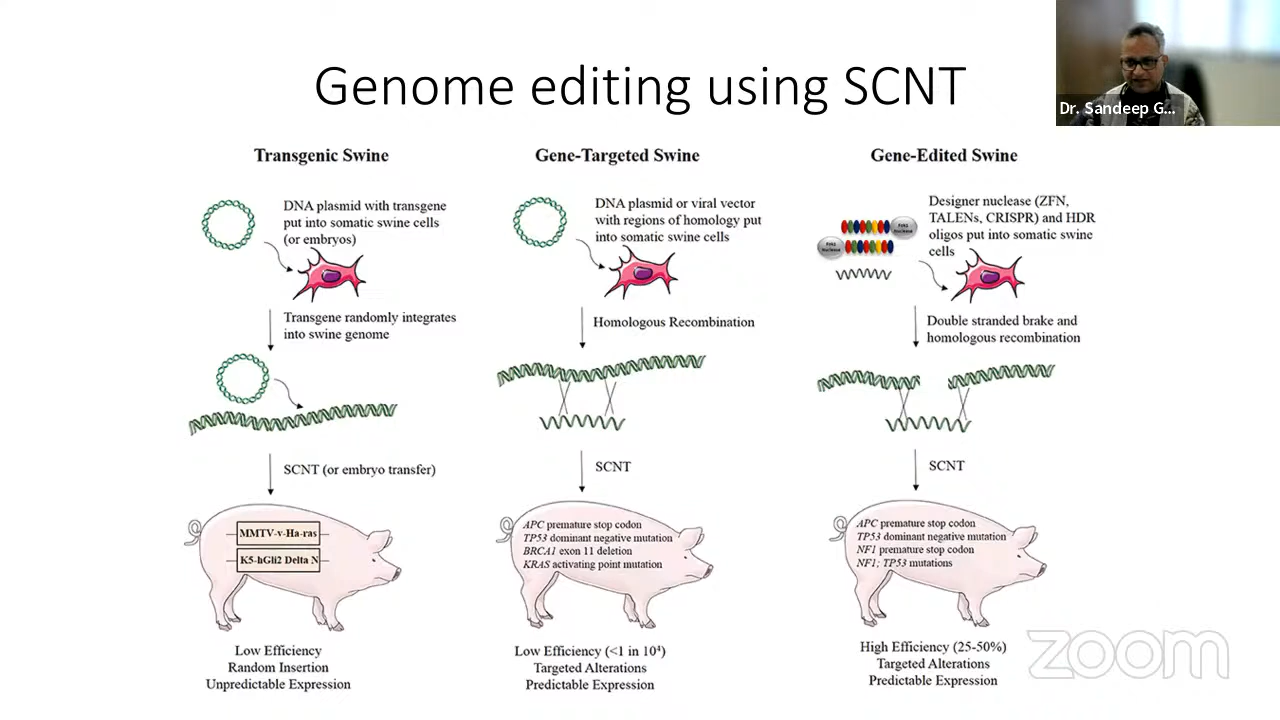 Genome editing using SCNT
Dr. Sandeep G...
Transgenic Swine
DNA plasmid with transgene
put into somatic swine cells
(or embryos)
Transgene randomly integrates
into swine genome
SCNT (or embryo transfer)
MMTV-v-Ha-ras
K5-hGli2 Delta N
Low Efficiency
Random Insertion
Unpredictable Expression
Gene-Targeted Swine
DNA plasmid or viral vector
with regions of homology put
into somatic swine cells
Homologous Recombination
SCNT
APC premature stop codon
TP53 dominant negative mutation
BRCA1 exon 11 deletion
KRAS activating point mutation
Low Efficiency (<1 in 10⁴)
Targeted Alterations
Predictable Expression
Gene-Edited Swine
Designer nuclease (ZFN,
TALENs, CRISPR) and HDR
oligos put into somatic swine
cells
FokI
nuclease
FokI
nuclease
Double stranded brake and
homologous recombination
SCNT
APC premature stop codon
TP53 dominant negative mutation
NF1 premature stop codon
NF1; TP53 mutations
High Efficiency (25-50%)
Targeted Alterations
Predictable Expression
zoom